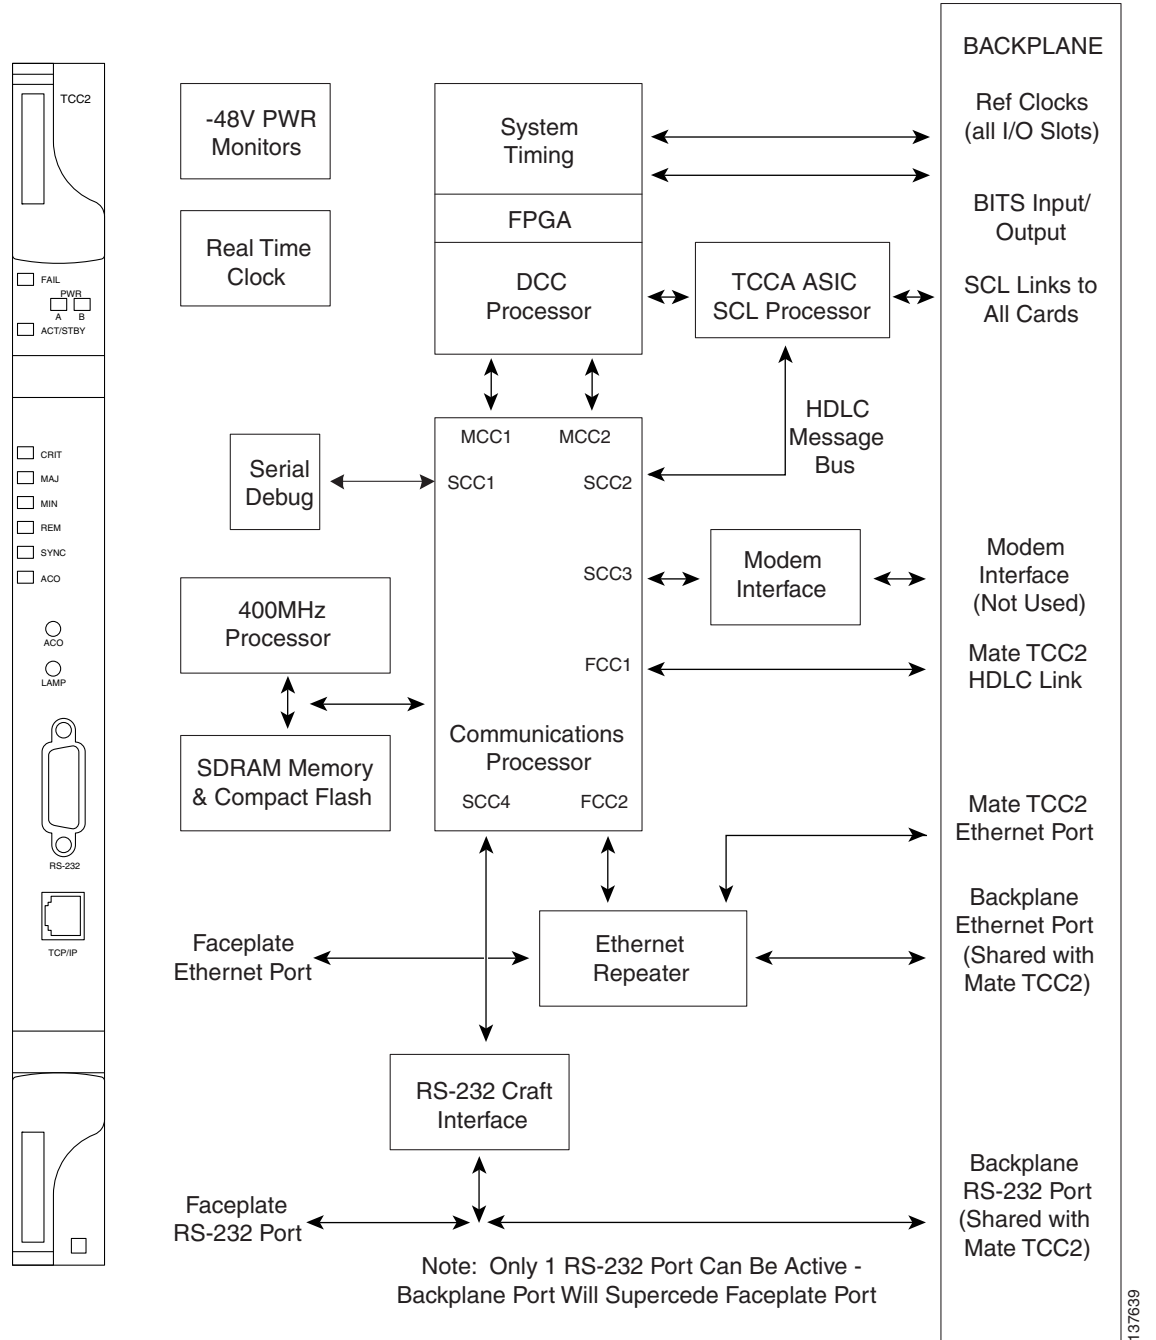 TCC2
FAIL
PWR
A B
ACT/STBY
CRIT
MAJ
MIN
REM
SYNC
ACO
ACO
LAMP
RS-232
TCP/IP
-48V PWR
Monitors
Real Time
Clock
System
Timing
FPGA
DCC
Processor
TCCA ASIC
SCL Processor
HDLC
Message
Bus
MCC1 MCC2
SCC1 SCC2
SCC3
FCC1
Communications
Processor
SCC4 FCC2
Serial
Debug
400MHz
Processor
SDRAM Memory
& Compact Flash
Modem
Interface
Faceplate
Ethernet Port
Ethernet
Repeater
RS-232 Craft
Interface
Faceplate
RS-232 Port
Note: Only 1 RS-232 Port Can Be Active -
Backplane Port Will Supercede Faceplate Port
BACKPLANE
Ref Clocks
(all I/O Slots)
BITS Input/
Output
SCL Links to
All Cards
Modem
Interface
(Not Used)
Mate TCC2
HDLC Link
Mate TCC2
Ethernet Port
Backplane
Ethernet Port
(Shared with
Mate TCC2)
Backplane
RS-232 Port
(Shared with
Mate TCC2)
137639